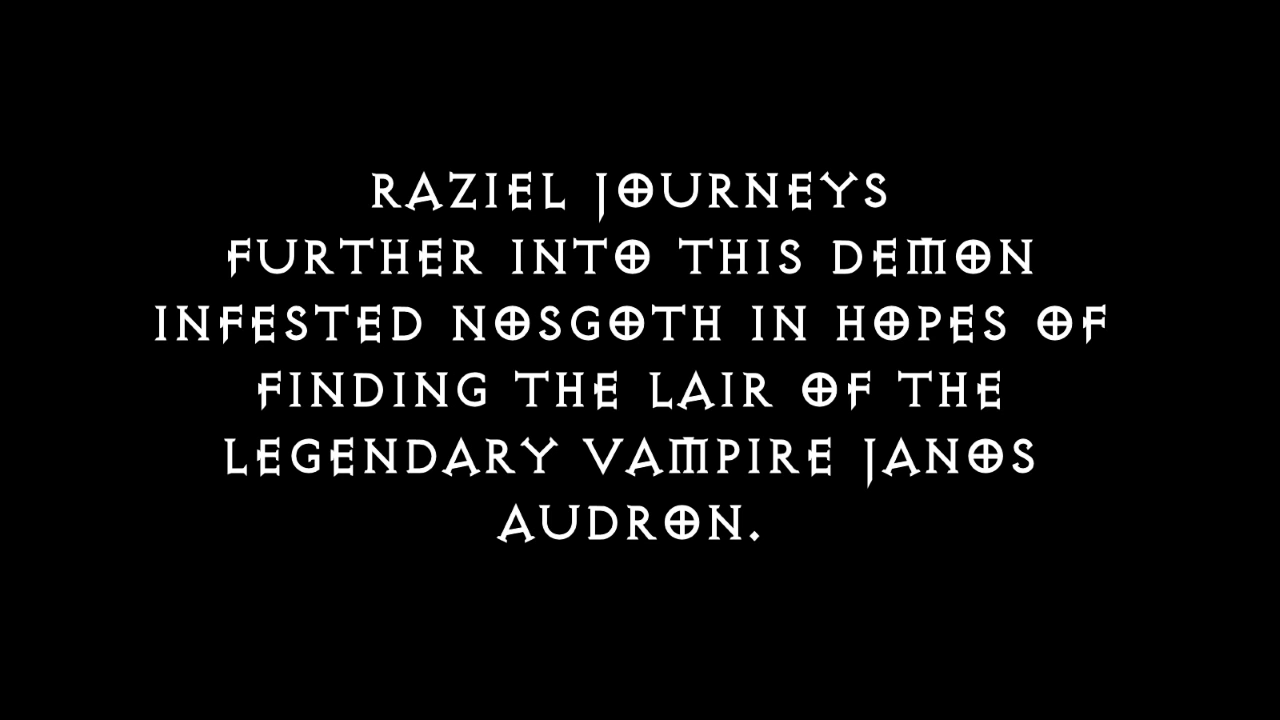 RAZIEL JOURNEYS
FURTHER INTO THIS DEMON
INFESTED NOSGOTH IN HOPES OF
FINDING THE LAIR OF THE
LEGENDARY VAMPIRE JANOS
AUDRON.